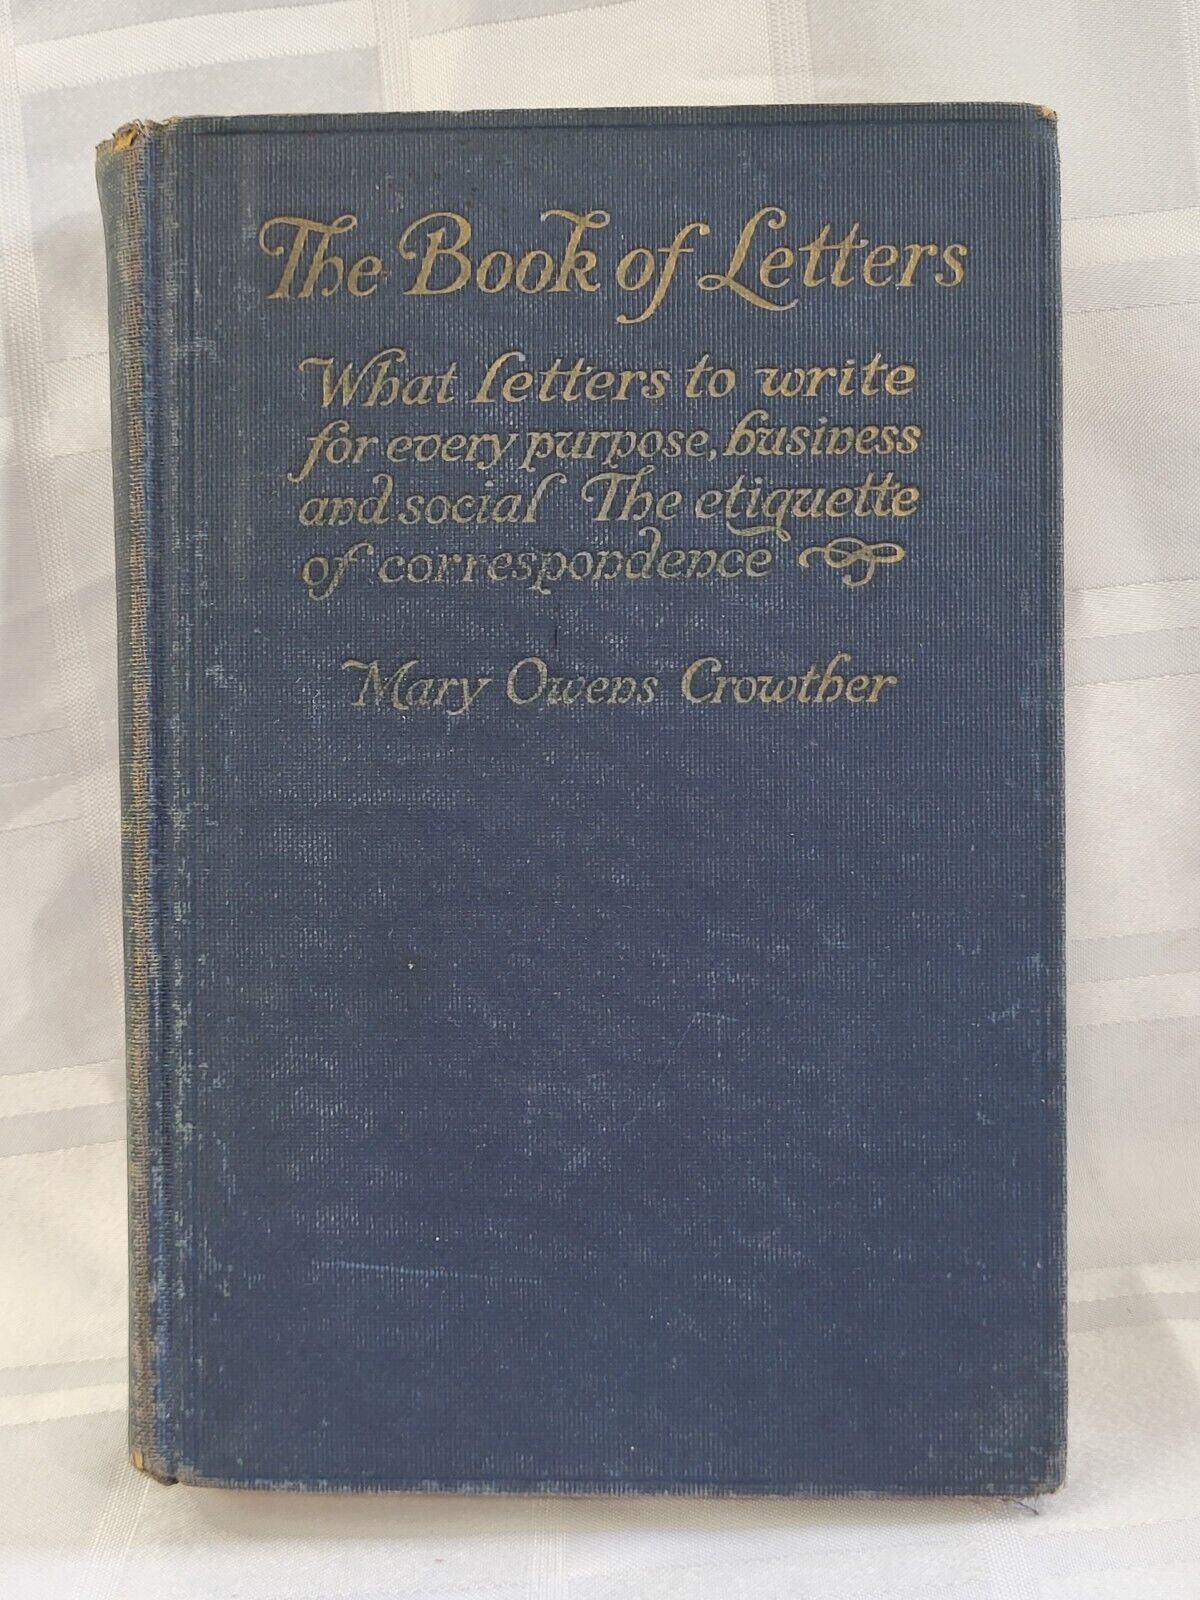 The Book of Letters
What letters to write
for every purpose, business
and social The etiquette
of correspondence
Mary Owens Crowther